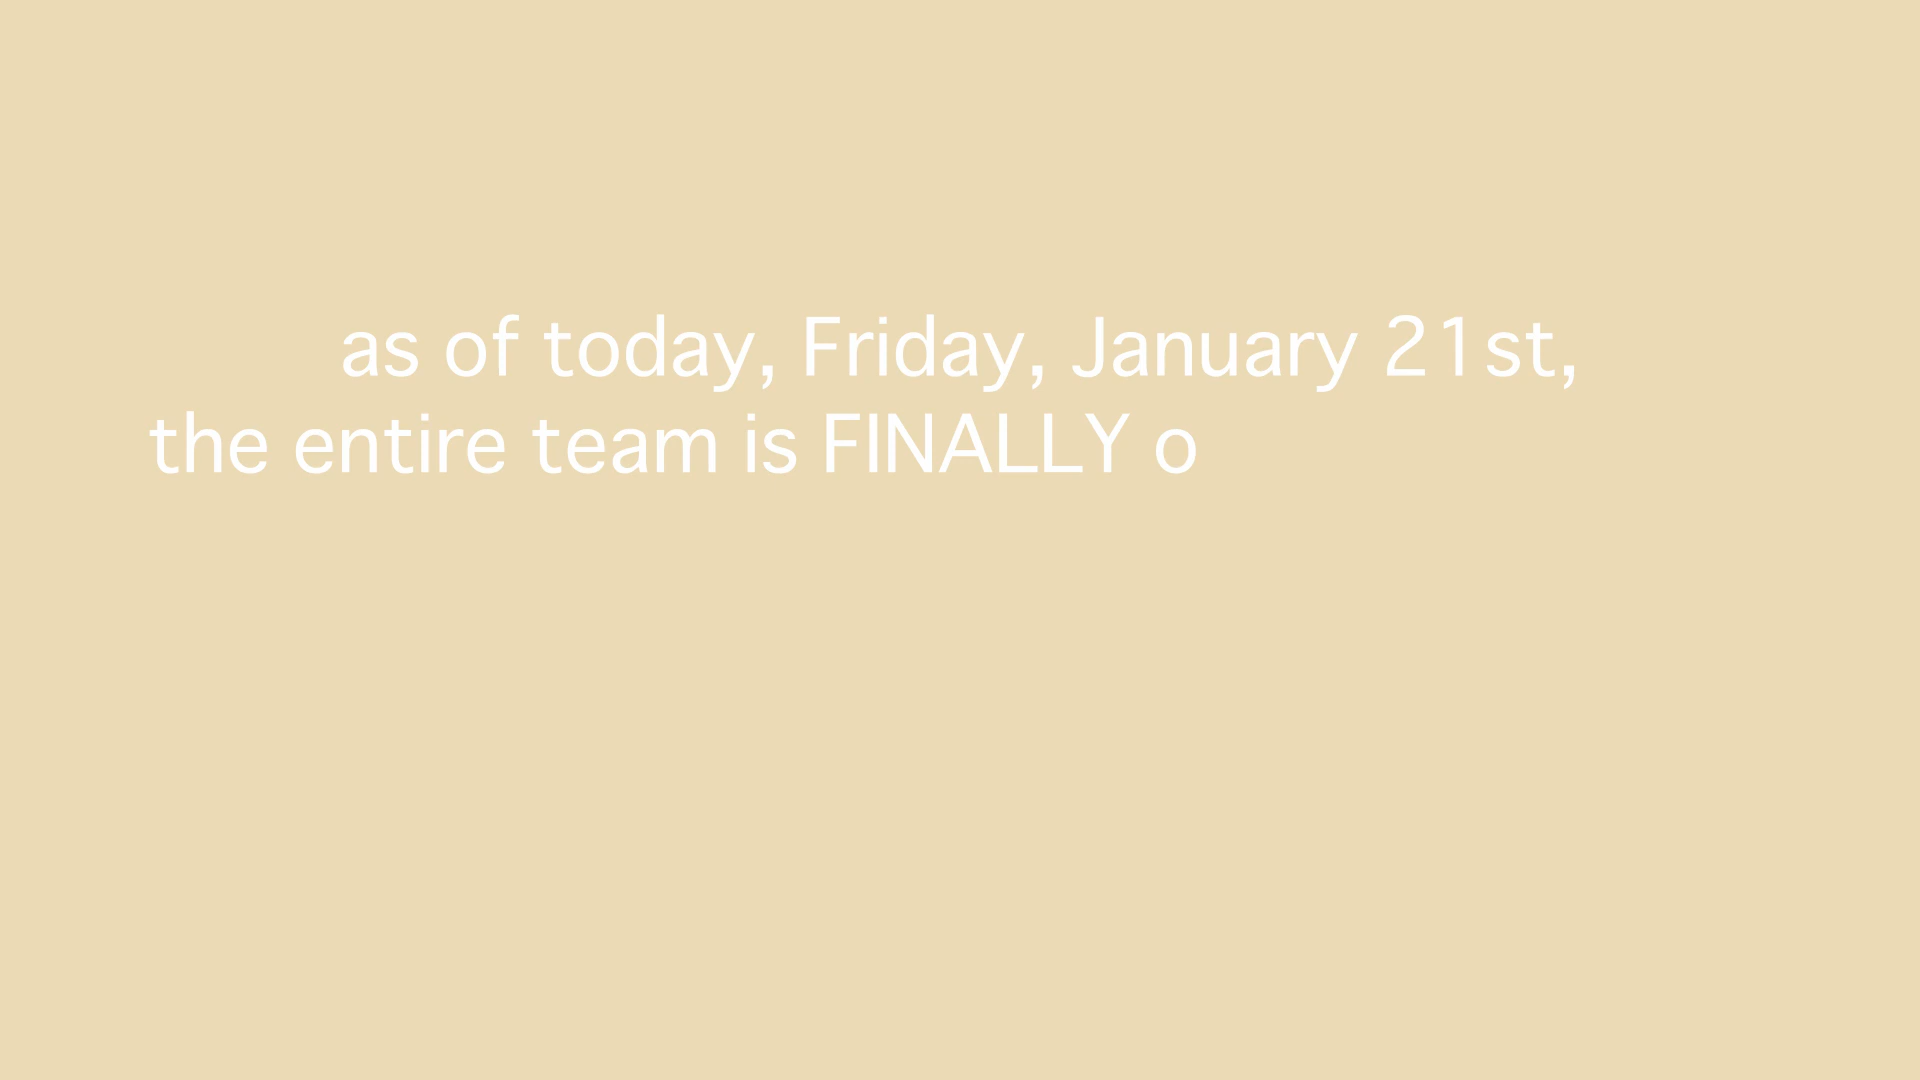 as of today, Friday, January 21st,
the entire team is FINALLY o